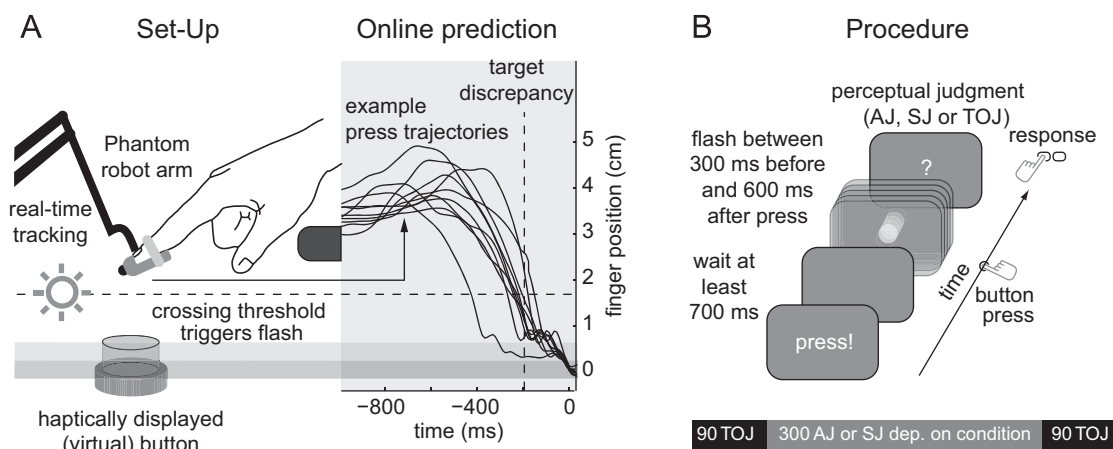 A
Set-Up
Online prediction
Phantom
robot arm
real-time
tracking
crossing threshold
triggers flash
haptically displayed
(virtual) button
target
discrepancy
example
press trajectories
5
4
3
2
1
0
finger position (cm)
−800
−400
0
time (ms)
B
Procedure
perceptual judgment
(AJ, SJ or TOJ)
response
flash between
300 ms before
and 600 ms
after press
?
wait at
least
700 ms
time
button
press
press!
90 TOJ
300 AJ or SJ dep. on condition
90 TOJ